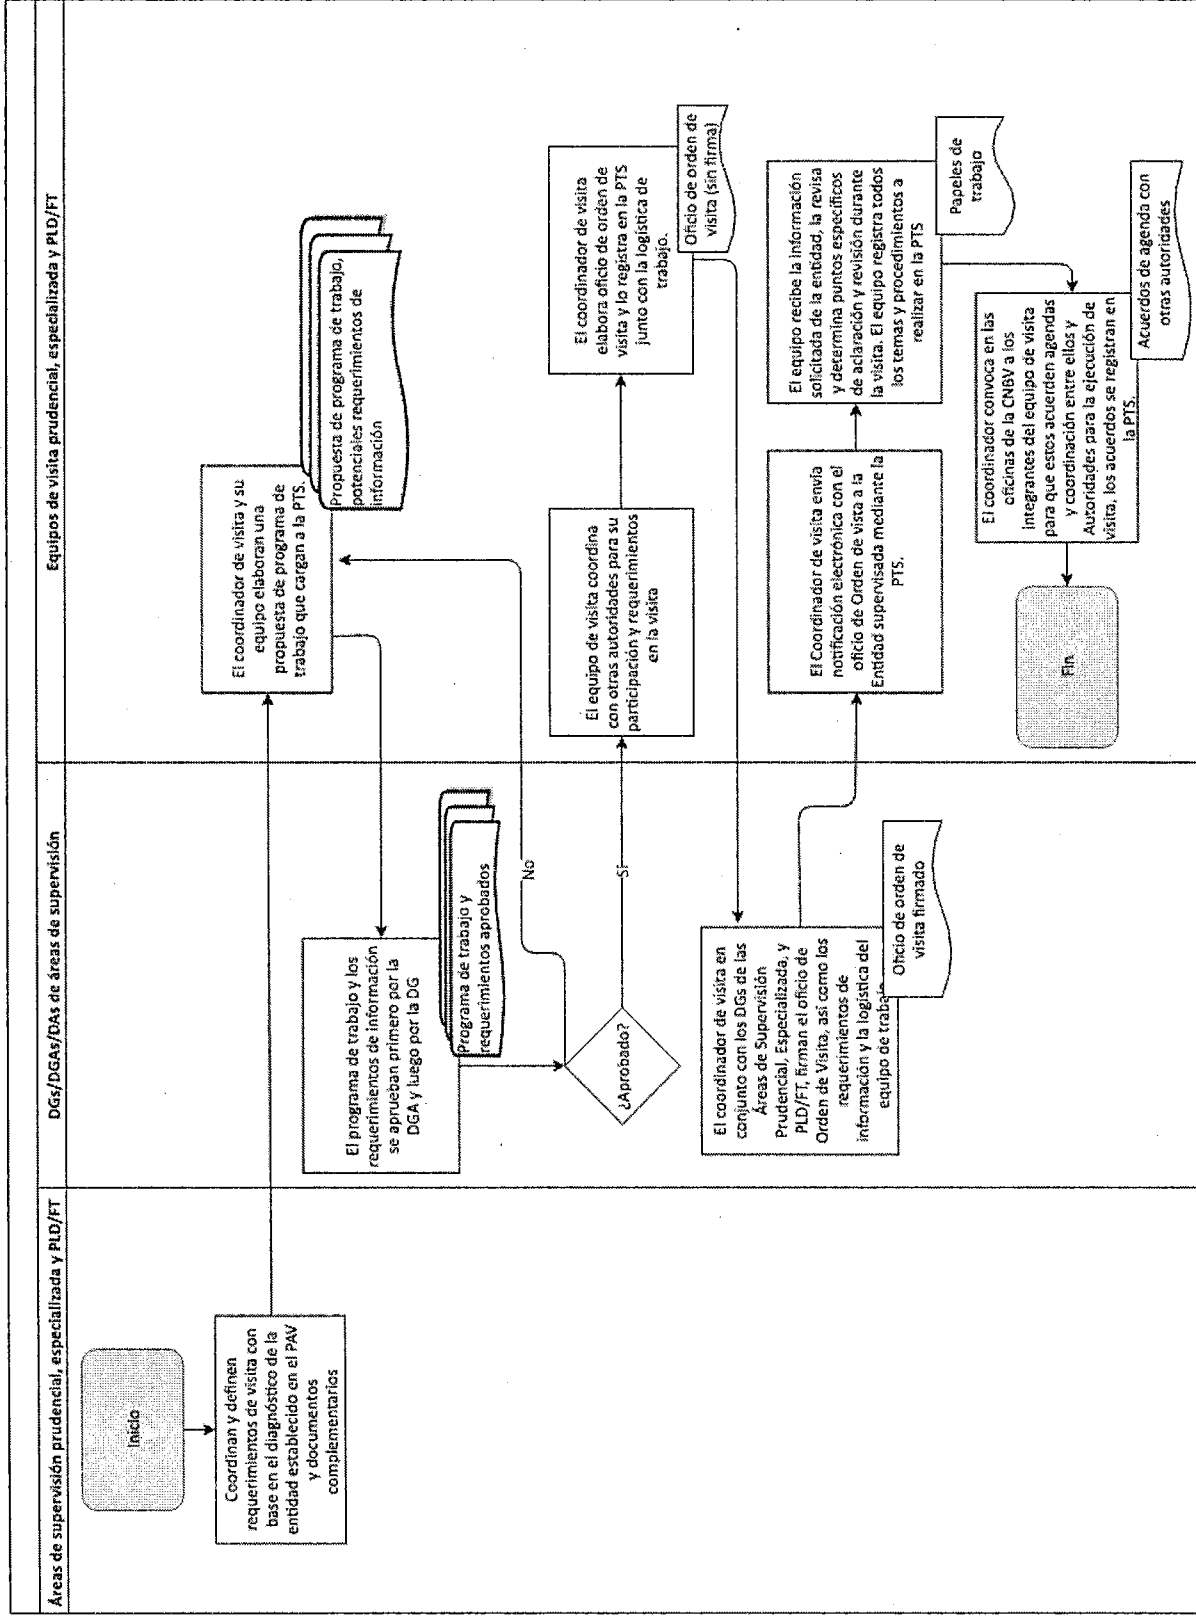 Áreas de supervisión prudencial, especializada y PLD/FT
DGs/DGAs/DAs de áreas de supervisión
Equipos de visita prudencial, especializada y PLD/FT
Inicio
Coordinan y definen
requerimientos de visita con
base en el diagnóstico de la
entidad establecido en el PAV
y documentos
complementarios
El coordinador de visita y su
equipo elaboran una
propuesta de programa de
trabajo que cargan a la PTS.
Propuesta de programa de trabajo,
potenciales requerimientos de
información
El programa de trabajo y los
requerimientos de información
se aprueban primero por la
DGA y luego por la DG
Programa de trabajo y
requerimientos aprobados
¿Aprobado?
No
Sí
El equipo de visita coordina
con otras autoridades para su
participación y requerimientos
en la visita
El coordinador de visita
elabora oficio de orden de
visita y lo registra en la PTS
junto con la logística de
trabajo.
Oficio de orden de
visita (sin firma)
El coordinador de visita en
conjunto con los DGs de las
Áreas de Supervisión
Prudencial, Especializada, y
PLD/FT, firman el oficio de
Orden de Visita, así como los
requerimientos de
información y la logística del
equipo de trabajo
Oficio de orden de
visita firmado
El Coordinador de visita envía
notificación electrónica con el
oficio de Orden de vista a la
Entidad supervisada mediante la
PTS.
El equipo recibe la información
solicitada de la entidad, la revisa
y determina puntos específicos
de aclaración y revisión durante
la visita. El equipo registra todos
los temas y procedimientos a
realizar en la PTS
Papeles de
trabajo
El coordinador convoca en las
oficinas de la CNBV a los
integrantes del equipo de visita
para que estos acuerden agendas
y coordinación entre ellos y
Autoridades para la ejecución de
visita, los acuerdos se registran en
la PTS.
Acuerdos de agenda con
otras autoridades
Fin